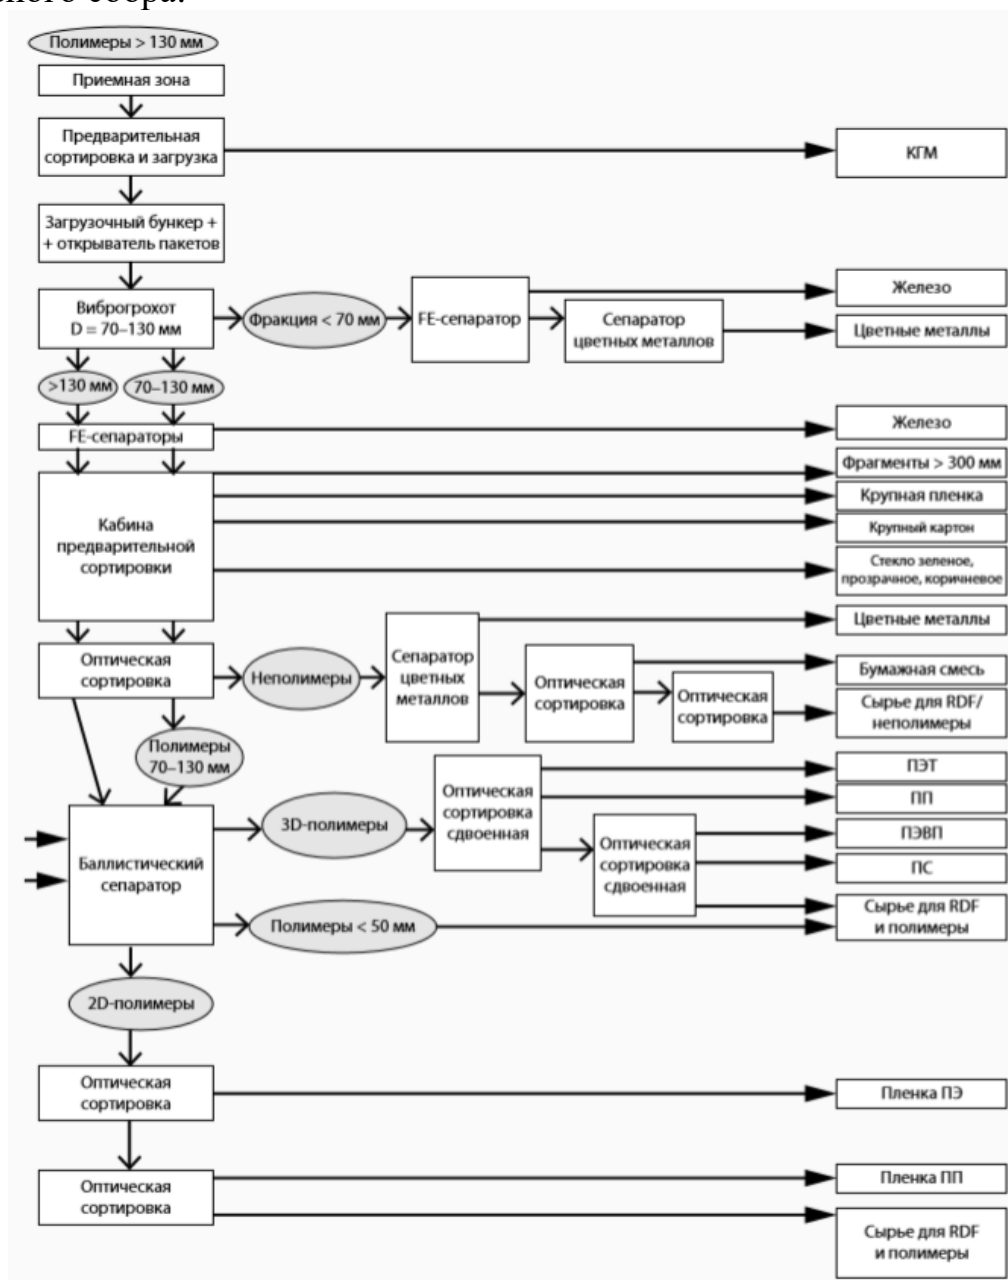 ного сбора.
Полимеры > 130 мм
Приемная зона
Предварительная
сортировка и загрузка
КГМ
Загрузочный бункер +
+ открыватель пакетов
Виброгрохот
D = 70–130 мм
Фракция < 70 мм
FE-сепаратор
Сепаратор
цветных металлов
Железо
Цветные металлы
>130 мм
70–130 мм
FE-сепараторы
Железо
Кабина
предварительной
сортировки
Фрагменты > 300 мм
Крупная пленка
Крупный картон
Стекло зеленое,
прозрачное, коричневое
Оптическая
сортировка
Неполимеры
Сепаратор
цветных
металлов
Цветные металлы
Оптическая
сортировка
Бумажная смесь
Оптическая
сортировка
Сырье для RDF/
неполимеры
Полимеры
70–130 мм
Баллистический
сепаратор
3D-полимеры
Оптическая
сортировка
сдвоенная
ПЭТ
ПП
Оптическая
сортировка
сдвоенная
ПЭВП
ПС
Сырье для RDF
и полимеры
Полимеры < 50 мм
2D-полимеры
Оптическая
сортировка
Пленка ПЭ
Оптическая
сортировка
Пленка ПП
Сырье для RDF
и полимеры